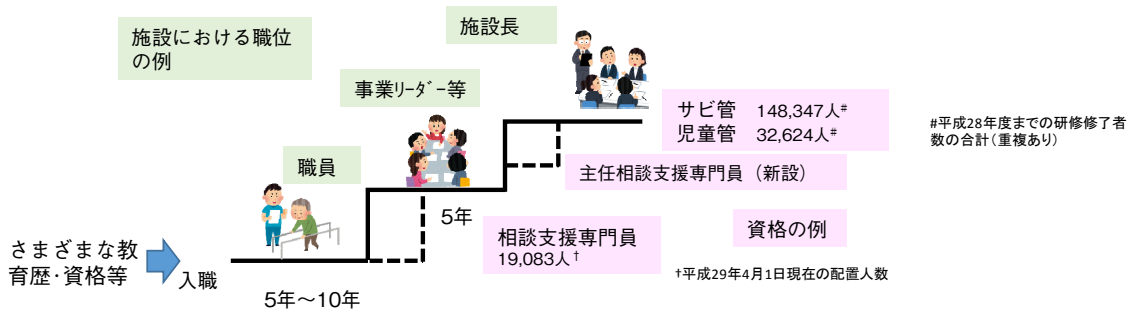 施設における職位
の例
施設長
事業ﾘｰﾀﾞｰ等
職員
サビ管 148,347人#
児童管 32,624人#
#平成28年度までの研修修了者
数の合計（重複あり）
主任相談支援専門員（新設）
5年
相談支援専門員
19,083人†
資格の例
†平成29年4月1日現在の配置人数
さまざまな教
育歴・資格等
入職
5年～10年